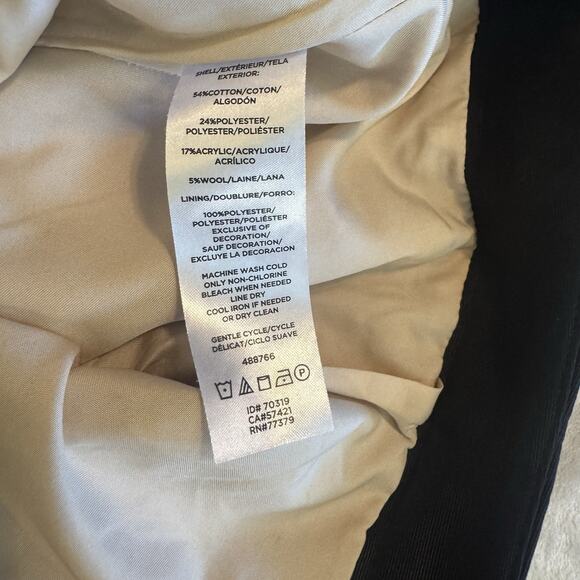 SHELL/EXTÉRIEUR/TELA
EXTERIOR:
54%COTTON/COTON/
ALGODÓN
24%POLYESTER/
POLYESTER/POLIÉSTER
17%ACRYLIC/ACRYLIQUE/
ACRÍLICO
5%WOOL/LAINE/LANA
LINING/DOUBLURE/FORRO:
100%POLYESTER/
POLYESTER/POLIÉSTER
EXCLUSIVE OF
DECORATION/
SAUF DECORATION/
EXCLUYE LA DECORACION
MACHINE WASH COLD
ONLY NON-CHLORINE
BLEACH WHEN NEEDED
LINE DRY
COOL IRON IF NEEDED
OR DRY CLEAN
GENTLE CYCLE/CYCLE
DÉLICAT/CICLO SUAVE
488766
P
ID# 70319
CA#57421
RN#77379